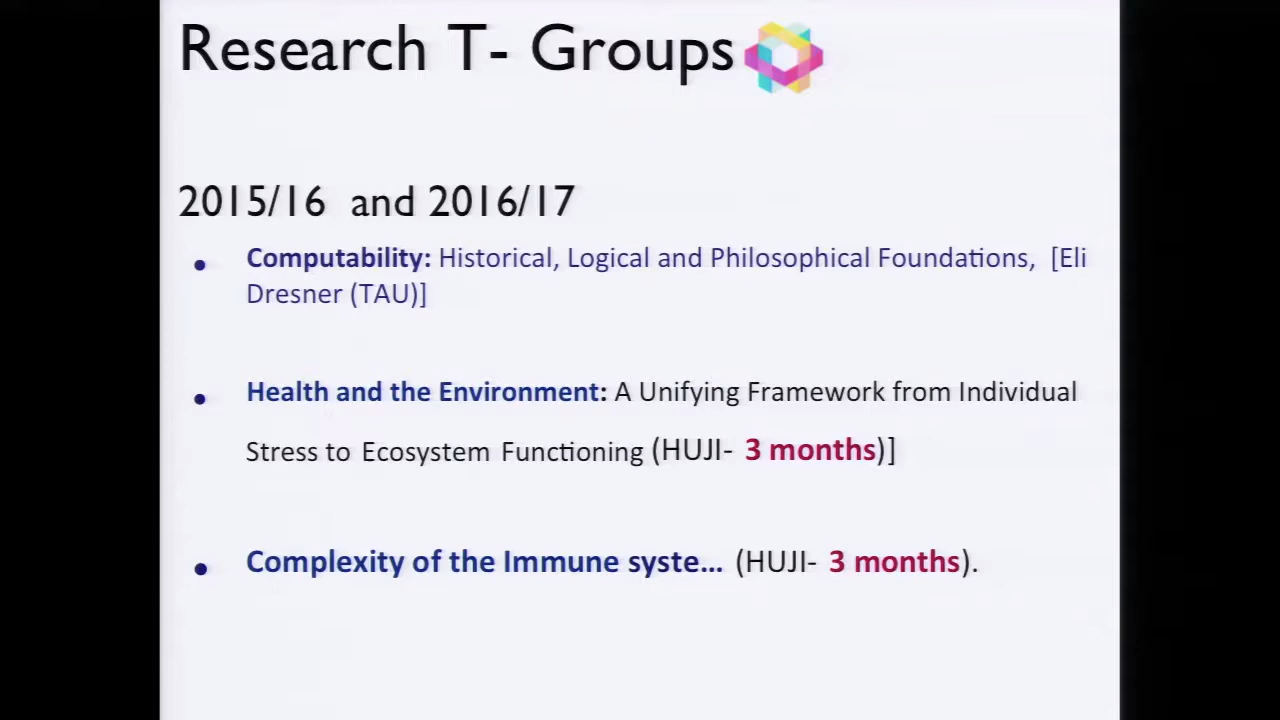 Research T- Groups
2015/16 and 2016/17
• Computability: Historical, Logical and Philosophical Foundations, [Eli
Dresner (TAU)]
• Health and the Environment: A Unifying Framework from Individual
Stress to Ecosystem Functioning (HUJI- 3 months)]
• Complexity of the Immune syste... (HUJI- 3 months).